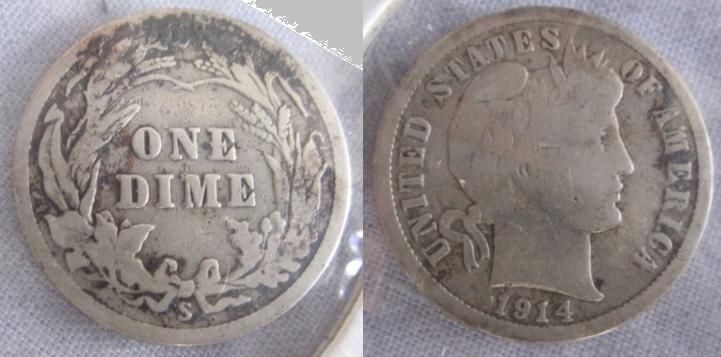 ONE
DIME
S
UNITED STATES OF AMERICA
1914